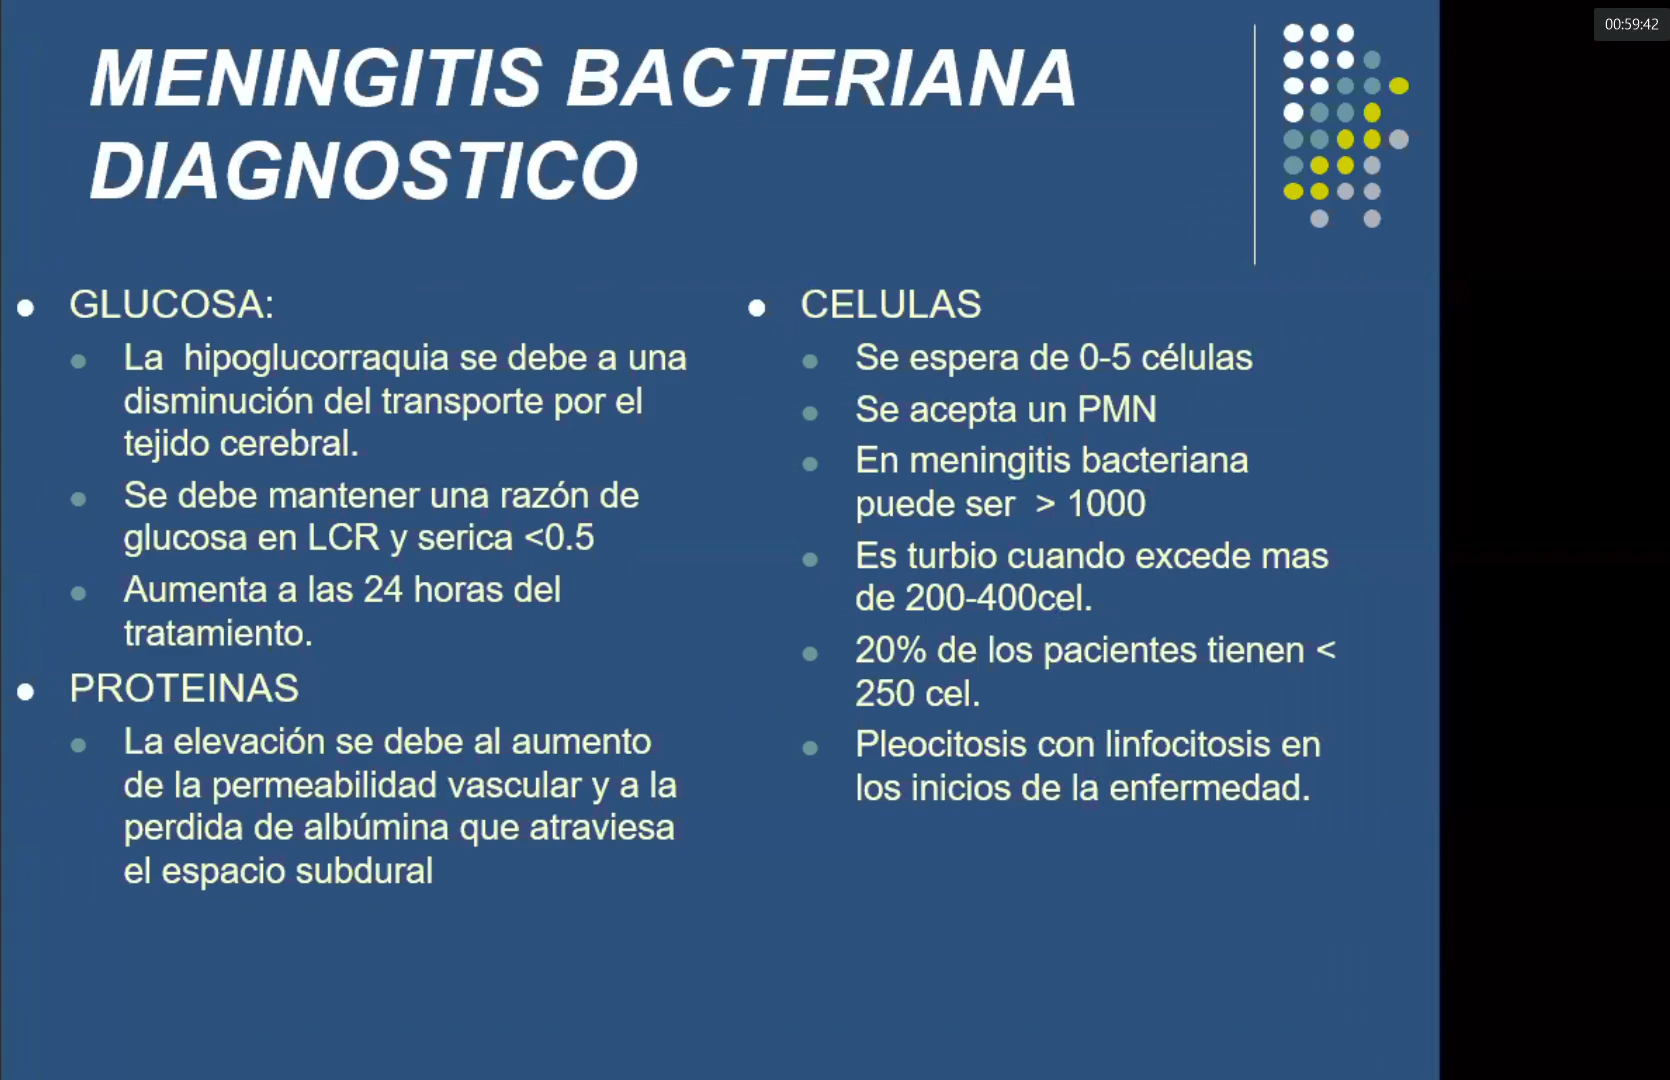 00:59:42
MENINGITIS BACTERIANA
DIAGNOSTICO
GLUCOSA:
La hipoglucorraquia se debe a una
disminución del transporte por el
tejido cerebral.
Se debe mantener una razón de
glucosa en LCR y serica <0.5
Aumenta a las 24 horas del
tratamiento.
PROTEINAS
La elevación se debe al aumento
de la permeabilidad vascular y a la
perdida de albúmina que atraviesa
el espacio subdural
CELULAS
Se espera de 0-5 células
Se acepta un PMN
En meningitis bacteriana
puede ser > 1000
Es turbio cuando excede mas
de 200-400cel.
20% de los pacientes tienen <
250 cel.
Pleocitosis con linfocitosis en
los inicios de la enfermedad.